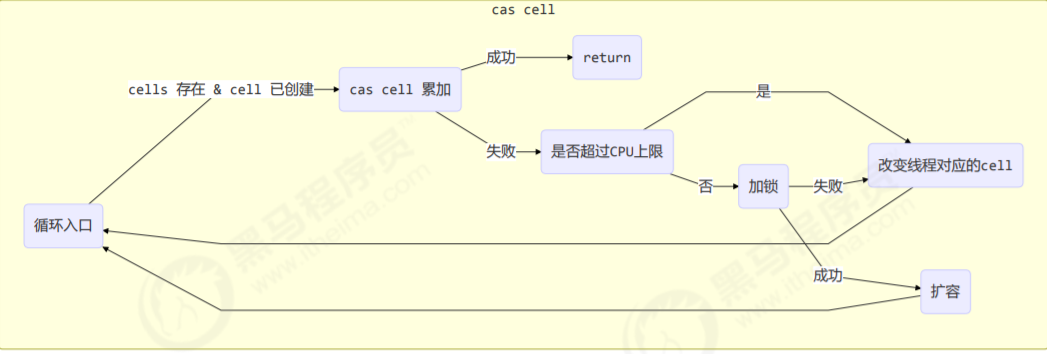 cas cell
成功
return
cells 存在 & cell 已创建
cas cell 累加
是
失败
是否超过CPU上限
改变线程对应的cell
否
加锁
失败
循环入口
成功
扩容
黑马程序员™
www.itheima.com
黑马程序员
www.itheima.com